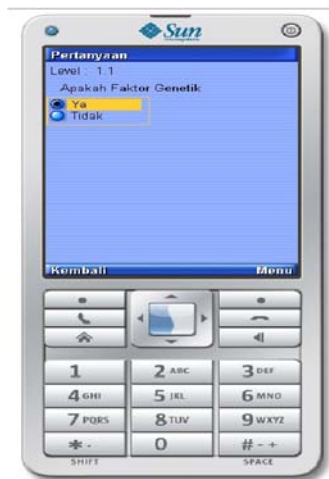 Sun
Pertanyaan
Level : 1.1
Apakah Faktor Genetik
Ya
Tidak
Kembali Menu
1 2 ABC 3 DEF
4 GHI 5 JKL 6 MNO
7 PQRS 8 TUV 9 WXYZ
* . 0 # - +
SHIFT SPACE